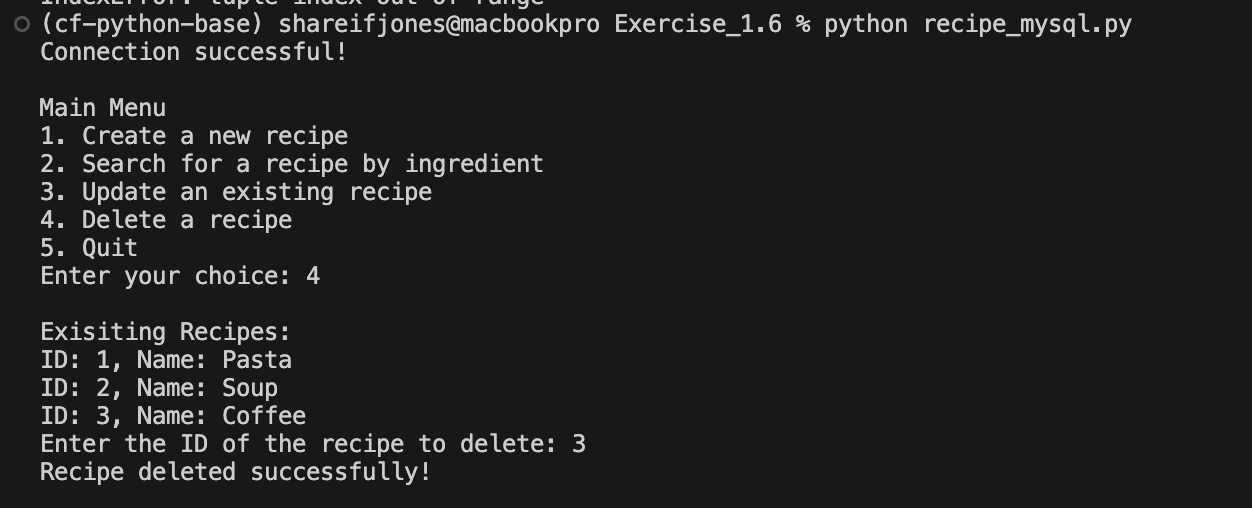 IndexError: tuple index out of range
(cf-python-base) shareifjones@macbookpro Exercise_1.6 % python recipe_mysql.py
Connection successful!
Main Menu
1. Create a new recipe
2. Search for a recipe by ingredient
3. Update an existing recipe
4. Delete a recipe
5. Quit
Enter your choice: 4
Exisiting Recipes:
ID: 1, Name: Pasta
ID: 2, Name: Soup
ID: 3, Name: Coffee
Enter the ID of the recipe to delete: 3
Recipe deleted successfully!